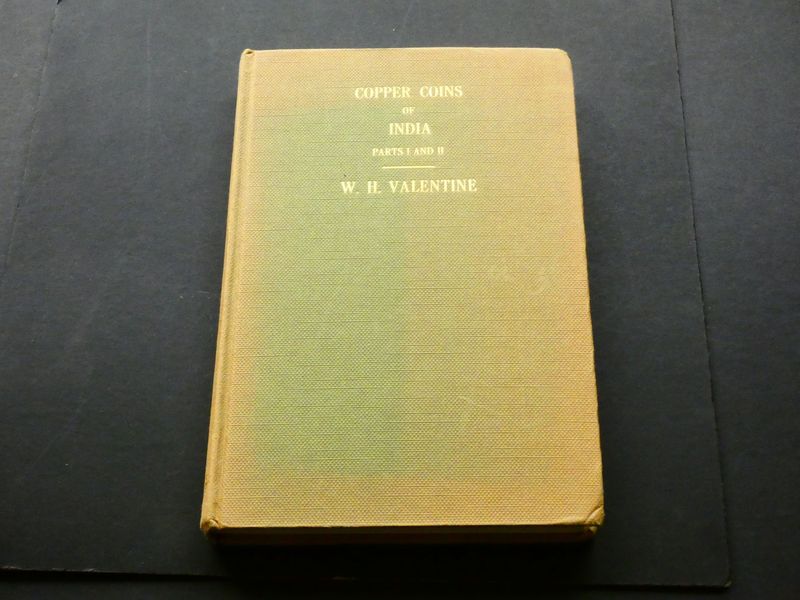 COPPER COINS
OF
INDIA
PARTS I AND II
W. H. VALENTINE